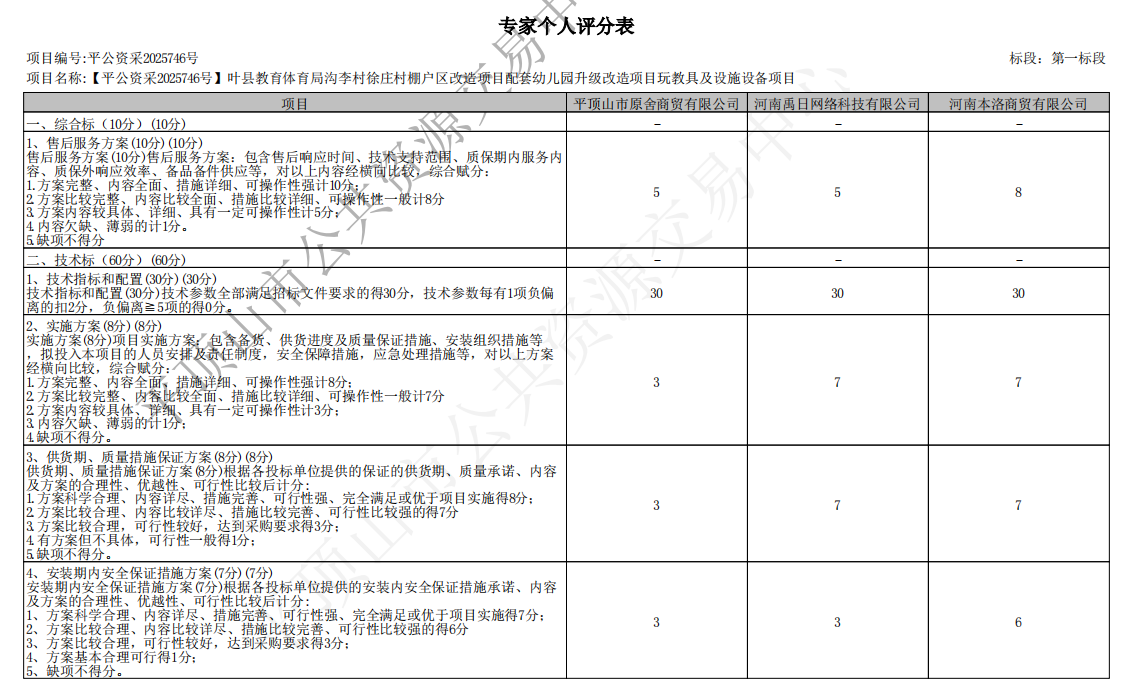 专家个人评分表
项目编号:平公资采2025746号
标段：第一标段
项目名称:【平公资采2025746号】叶县教育体育局沟李村徐庄村棚户区改造项目配套幼儿园升级改造项目玩教具及设施设备项目
项目 平顶山市原舍商贸有限公司 河南禹日网络科技有限公司 河南本洛商贸有限公司
一、综合标（10分）(10分) – – –
1、售后服务方案(10分)(10分)
售后服务方案(10分)售后服务方案：包含售后响应时间、技术支持范围、质保期内服务内
容、质保外响应效率、备品备件供应等，对以上内容经横向比较，综合赋分：
1.方案完整、内容全面、措施详细、可操作性强计10分；
2.方案比较完整、内容比较全面、措施比较详细、可操作性一般计8分
3.方案内容较具体、详细、具有一定可操作性计5分；
4.内容欠缺、薄弱的计1分。
5.缺项不得分
5 5 8
二、技术标（60分）(60分) – – –
1、技术指标和配置(30分)(30分)
技术指标和配置(30分)技术参数全部满足招标文件要求的得30分，技术参数每有1项负偏
离的扣2分，负偏离≧5项的得0分。
30 30 30
2、实施方案(8分)(8分)
实施方案(8分)项目实施方案：包含备货、供货进度及质量保证措施、安装组织措施等
，拟投入本项目的人员安排及责任制度，安全保障措施，应急处理措施等，对以上方案
经横向比较，综合赋分：
1.方案完整、内容全面、措施详细、可操作性强计8分；
2.方案比较完整、内容比较全面、措施比较详细、可操作性一般计7分
2.方案内容较具体、详细、具有一定可操作性计3分；
3.内容欠缺、薄弱的计1分；
4.缺项不得分。
3 7 7
3、供货期、质量措施保证方案(8分)(8分)
供货期、质量措施保证方案(8分)根据各投标单位提供的保证的供货期、质量承诺、内容
及方案的合理性、优越性、可行性比较后计分：
1.方案科学合理、内容详尽、措施完善、可行性强、完全满足或优于项目实施得8分；
2.方案比较合理、内容比较详尽、措施比较完善、可行性比较强的得7分
3.方案比较合理，可行性较好，达到采购要求得3分；
4.有方案但不具体，可行性一般得1分；
5.缺项不得分。
3 7 7
4、安装期内安全保证措施方案(7分)(7分)
安装期内安全保证措施方案(7分)根据各投标单位提供的安装内安全保证措施承诺、内容
及方案的合理性、优越性、可行性比较后计分：
1、方案科学合理、内容详尽、措施完善、可行性强、完全满足或优于项目实施得7分；
2、方案比较合理、内容比较详尽、措施比较完善、可行性比较强的得6分
3、方案比较合理，可行性较好，达到采购要求得3分；
4、方案基本合理可行得1分；
5、缺项不得分。
3 3 6
平顶山市公共资源交易中
顶山市公共资源交易中心